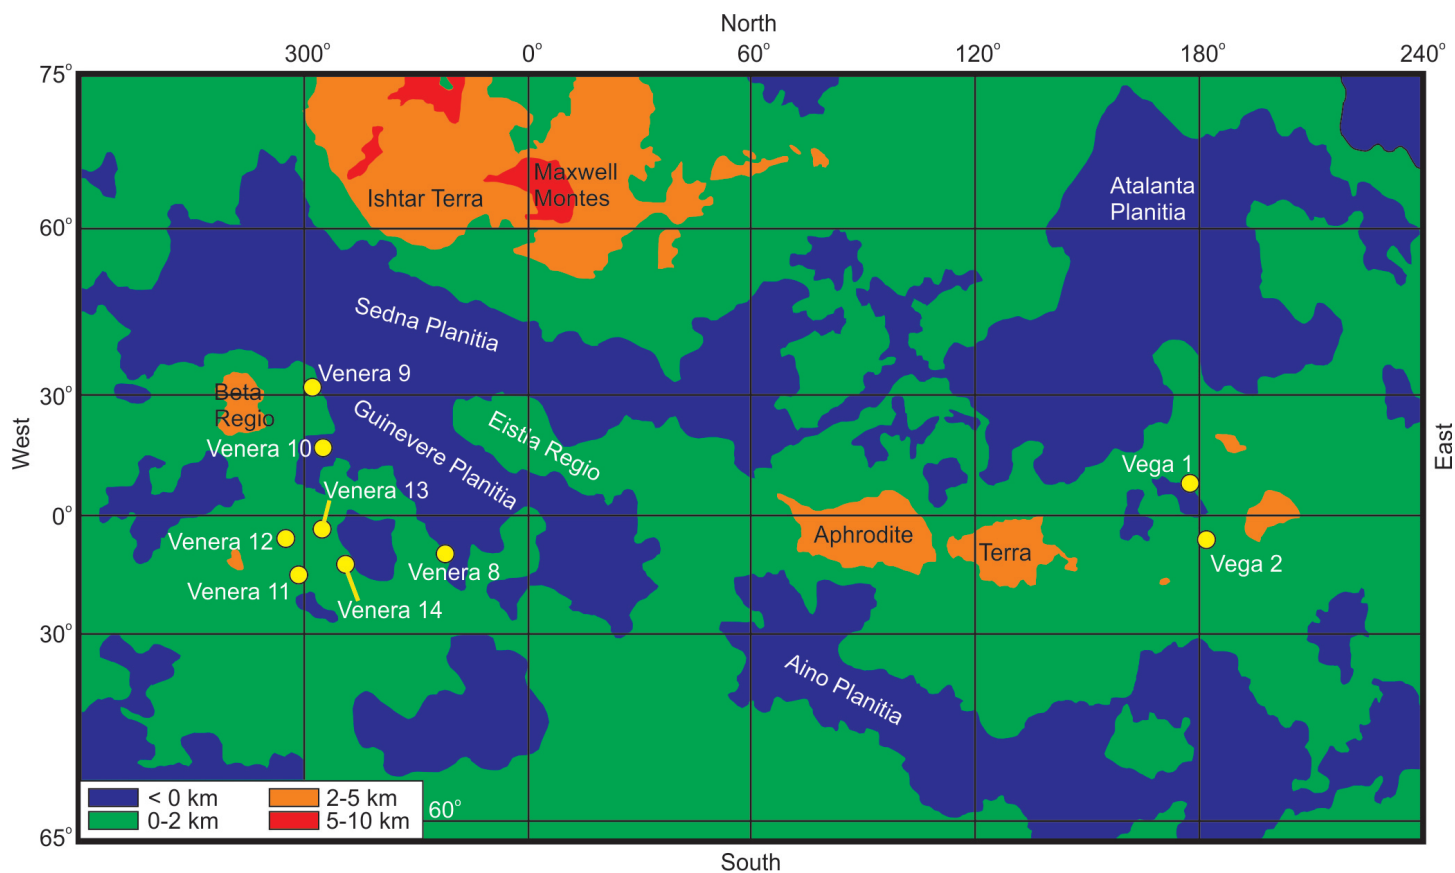 North
300° 0° 60° 120° 180° 240°
75°
Maxwell
Montes
Ishtar Terra
Atalanta
Planitia
60°
Sedna Planitia
Venera 9
Beta
Regio
30°
Guinevere Planitia
Eistla Regio
West
East
Venera 10
Vega 1
Venera 13
0°
Aphrodite
Terra
Venera 12
Venera 8
Vega 2
Venera 11
Venera 14
30°
Aino Planitia
< 0 km
2-5 km
0-2 km
5-10 km
60°
65°
South